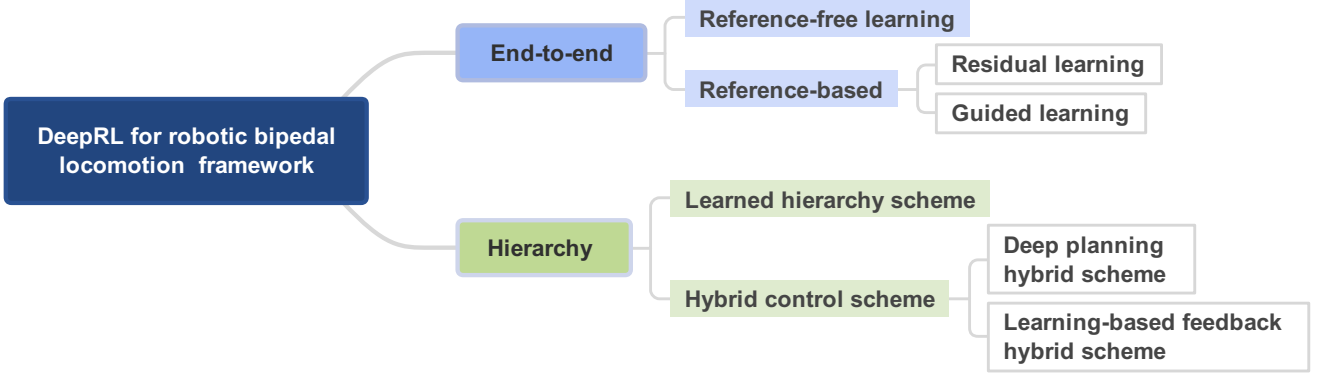 DeepRL for robotic bipedal
locomotion framework
End-to-end
Reference-free learning
Reference-based
Residual learning
Guided learning
Hierarchy
Learned hierarchy scheme
Hybrid control scheme
Deep planning
hybrid scheme
Learning-based feedback
hybrid scheme